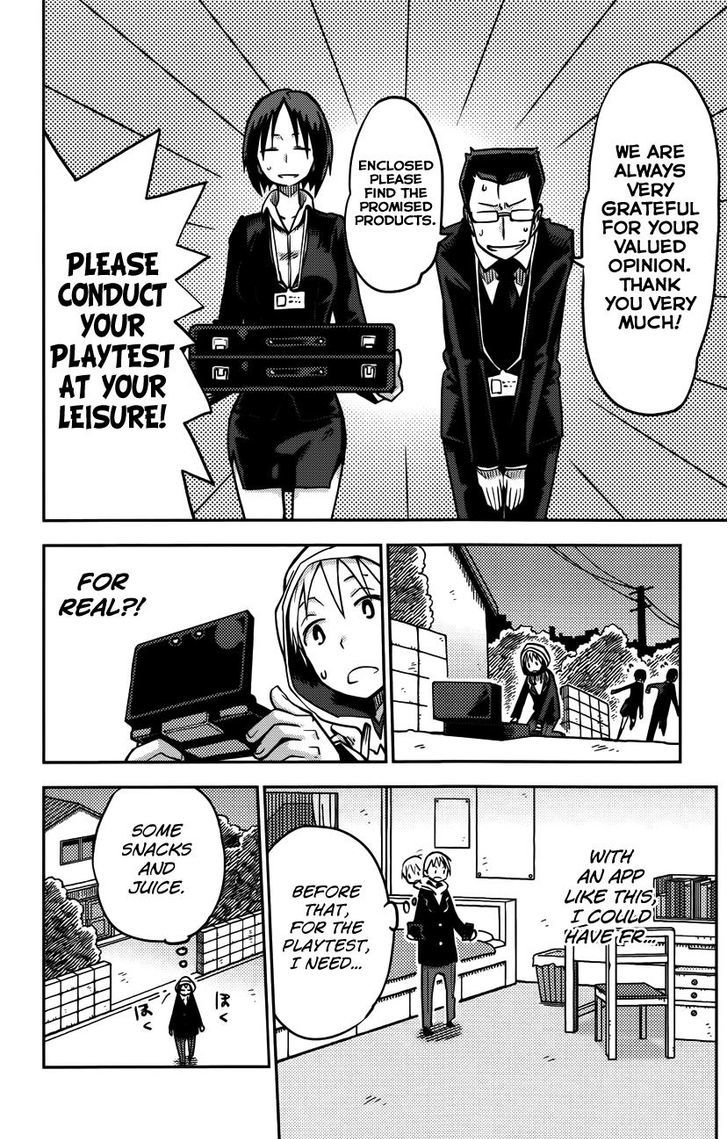 WE ARE
ALWAYS
VERY
GRATEFUL
FOR YOUR
VALUED
OPINION.
THANK
YOU VERY
MUCH!
ENCLOSED
PLEASE
FIND THE
PROMISED
PRODUCTS.
PLEASE
CONDUCT
YOUR
PLAYTEST
AT YOUR
LEISURE!
FOR
REAL?!
WITH
AN APP
LIKE THIS,
I COULD
HAVE FR...
BEFORE
THAT,
FOR THE
PLAYTEST,
I NEED...
SOME
SNACKS
AND
JUICE.
ほく
ほく